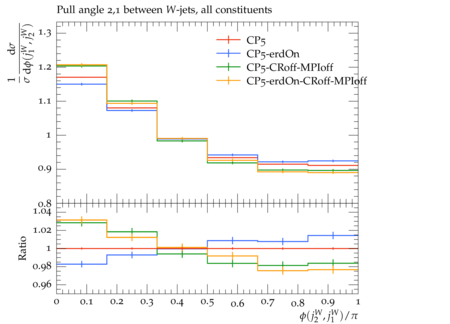 Pull angle 2,1 between W-jets, all constituents
1/σ dσ/dϕ(j₁ᵂ, j₂ᵂ)
1.3
1.2
1.1
1.0
0.9
0.8
CP5
CP5-erdOn
CP5-CRoff-MPIoff
CP5-erdOn-CRoff-MPIoff
Ratio
1.04
1.02
1
0.98
0.96
0 0.1 0.2 0.3 0.4 0.5 0.6 0.7 0.8 0.9 1
ϕ(j₂ᵂ, j₁ᵂ)/π